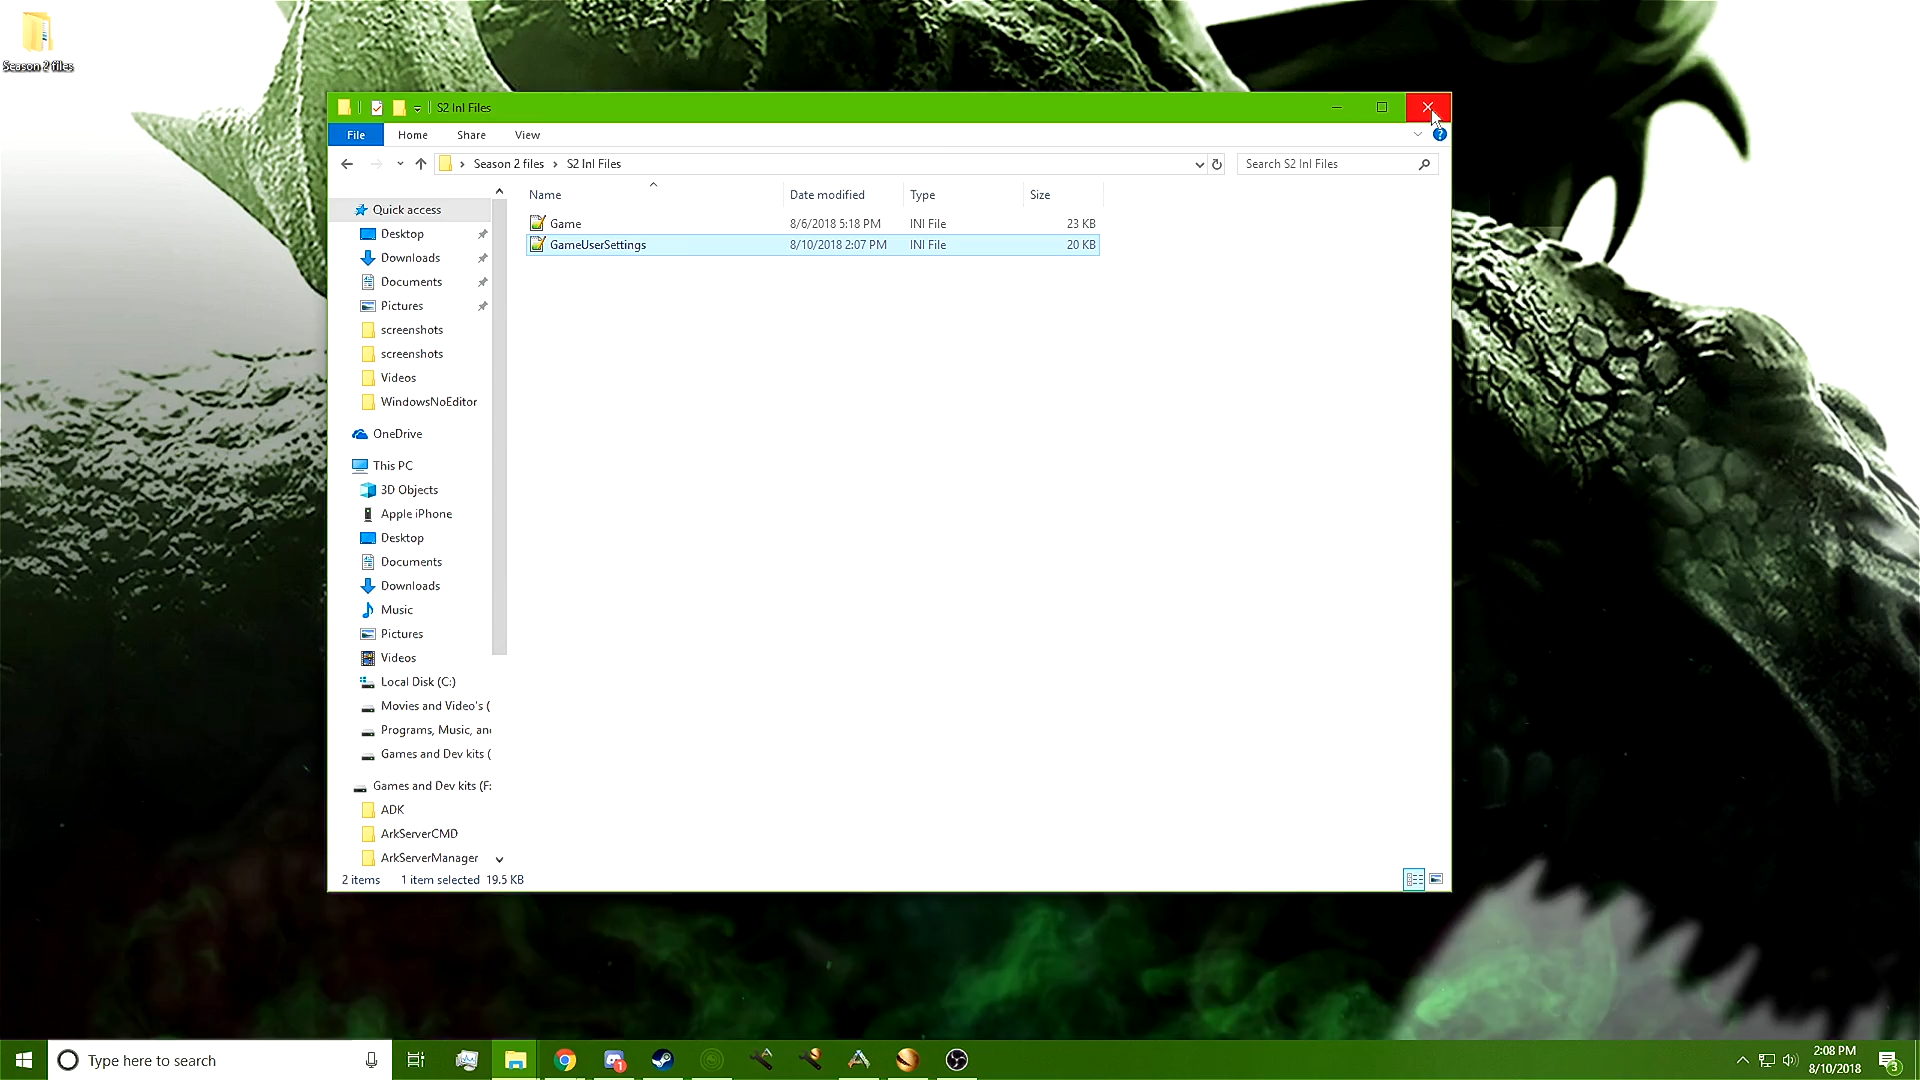 Season 2 files
S2 InI Files
File Home Share View
?
Season 2 files S2 InI Files
Search S2 InI Files
Name Date modified Type Size
Game 8/6/2018 5:18 PM INI File 23 KB
GameUserSettings 8/10/2018 2:07 PM INI File 20 KB
Quick access
Desktop
Downloads
Documents
Pictures
screenshots
screenshots
Videos
WindowsNoEditor
OneDrive
This PC
3D Objects
Apple iPhone
Desktop
Documents
Downloads
Music
Pictures
Videos
Local Disk (C:)
Movies and Video's (
Programs, Music, an
Games and Dev kits (
Games and Dev kits (F:
ADK
ArkServerCMD
ArkServerManager
2 items 1 item selected 19.5 KB
Type here to search
1
2:08 PM
8/10/2018
3